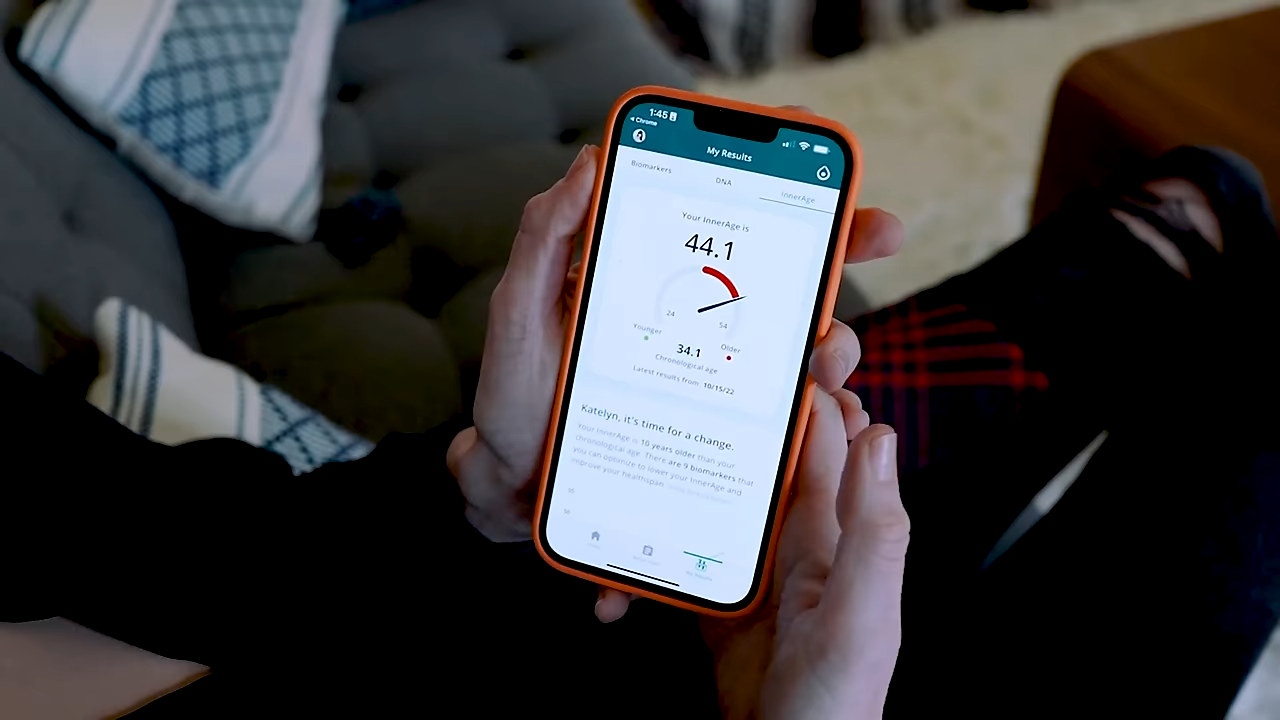 1:45
◀ Chrome
My Results
Biomarkers
DNA
InnerAge
Your InnerAge is
44.1
24
54
Younger
Older
34.1
Chronological age
Latest results from: 10/15/22
Katelyn, it's time for a change.
Your InnerAge is 10 years older than your
chronological age. There are 9 biomarkers that
you can optimize to lower your InnerAge and
improve your healthspan.